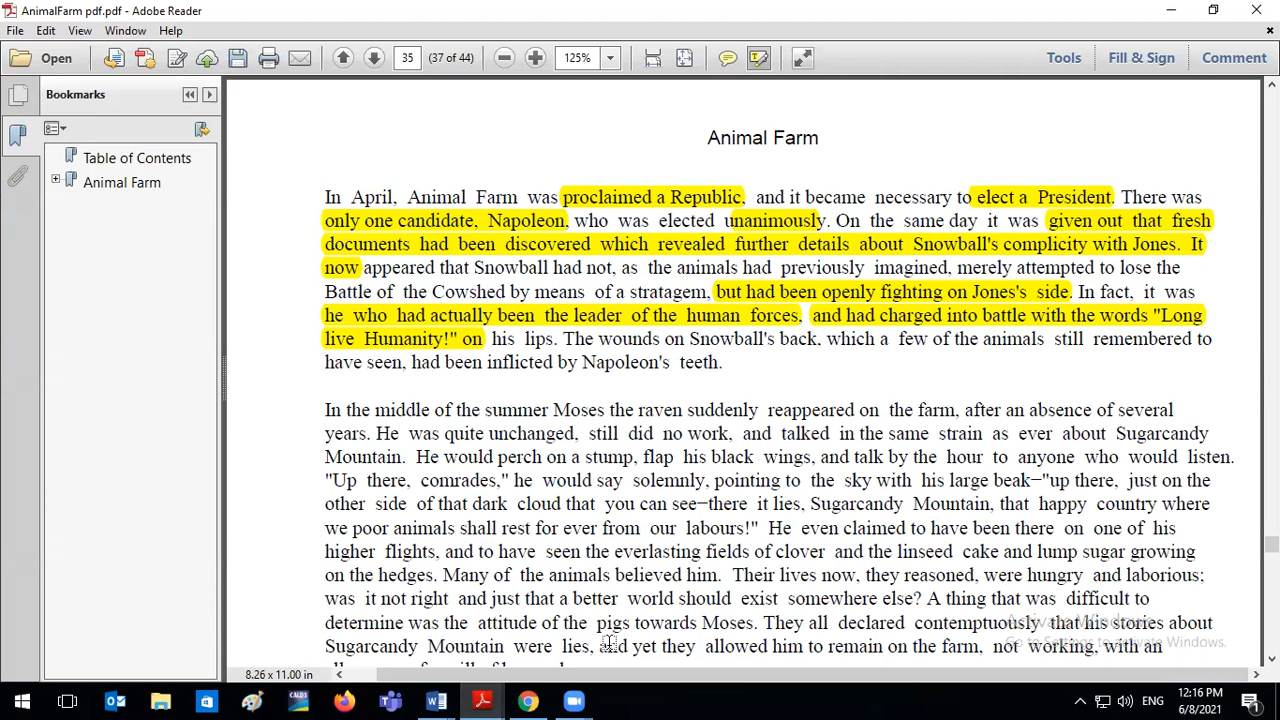 AnimalFarm pdf.pdf - Adobe Reader
File Edit View Window Help
Open 35 (37 of 44) 125% Tools Fill & Sign Comment
Bookmarks
Table of Contents
Animal Farm
Animal Farm
In April, Animal Farm was proclaimed a Republic, and it became necessary to elect a President. There was
only one candidate, Napoleon, who was elected unanimously. On the same day it was given out that fresh
documents had been discovered which revealed further details about Snowball's complicity with Jones. It
now appeared that Snowball had not, as the animals had previously imagined, merely attempted to lose the
Battle of the Cowshed by means of a stratagem, but had been openly fighting on Jones's side. In fact, it was
he who had actually been the leader of the human forces, and had charged into battle with the words "Long
live Humanity!" on his lips. The wounds on Snowball's back, which a few of the animals still remembered to
have seen, had been inflicted by Napoleon's teeth.
In the middle of the summer Moses the raven suddenly reappeared on the farm, after an absence of several
years. He was quite unchanged, still did no work, and talked in the same strain as ever about Sugarcandy
Mountain. He would perch on a stump, flap his black wings, and talk by the hour to anyone who would listen.
"Up there, comrades," he would say solemnly, pointing to the sky with his large beak–"up there, just on the
other side of that dark cloud that you can see–there it lies, Sugarcandy Mountain, that happy country where
we poor animals shall rest for ever from our labours!" He even claimed to have been there on one of his
higher flights, and to have seen the everlasting fields of clover and the linseed cake and lump sugar growing
on the hedges. Many of the animals believed him. Their lives now, they reasoned, were hungry and laborious;
was it not right and just that a better world should exist somewhere else? A thing that was difficult to
determine was the attitude of the pigs towards Moses. They all declared contemptuously that his stories about
Sugarcandy Mountain were lies, and yet they allowed him to remain on the farm, not working, with an
Activate Windows
Go to Settings to activate Windows.
8.26 x 11.00 in
ENG
12:16 PM
6/8/2021